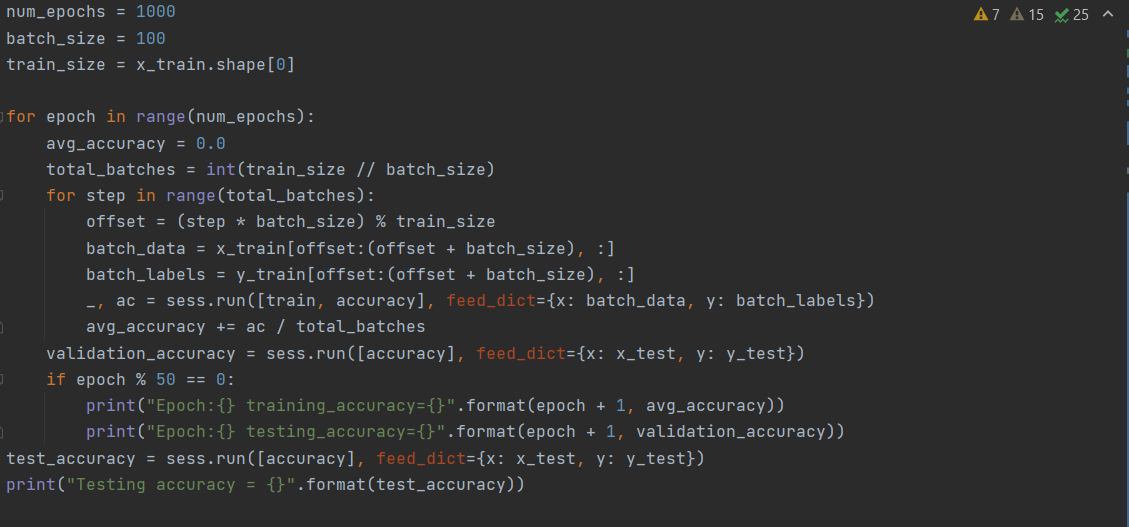 num_epochs = 1000
7 15 25
batch_size = 100
train_size = x_train.shape[0]
for epoch in range(num_epochs):
    avg_accuracy = 0.0
    total_batches = int(train_size // batch_size)
    for step in range(total_batches):
        offset = (step * batch_size) % train_size
        batch_data = x_train[offset:(offset + batch_size), :]
        batch_labels = y_train[offset:(offset + batch_size), :]
        _, ac = sess.run([train, accuracy], feed_dict={x: batch_data, y: batch_labels})
        avg_accuracy += ac / total_batches
    validation_accuracy = sess.run([accuracy], feed_dict={x: x_test, y: y_test})
    if epoch % 50 == 0:
        print("Epoch:{} training_accuracy={}".format(epoch + 1, avg_accuracy))
        print("Epoch:{} testing_accuracy={}".format(epoch + 1, validation_accuracy))
test_accuracy = sess.run([accuracy], feed_dict={x: x_test, y: y_test})
print("Testing accuracy = {}".format(test_accuracy))